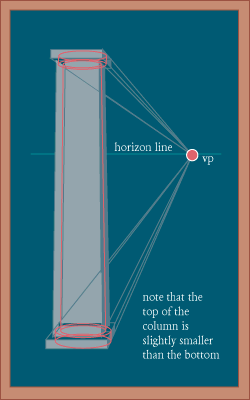 horizon line
vp
note that the
top of the
column is
slightly smaller
than the bottom